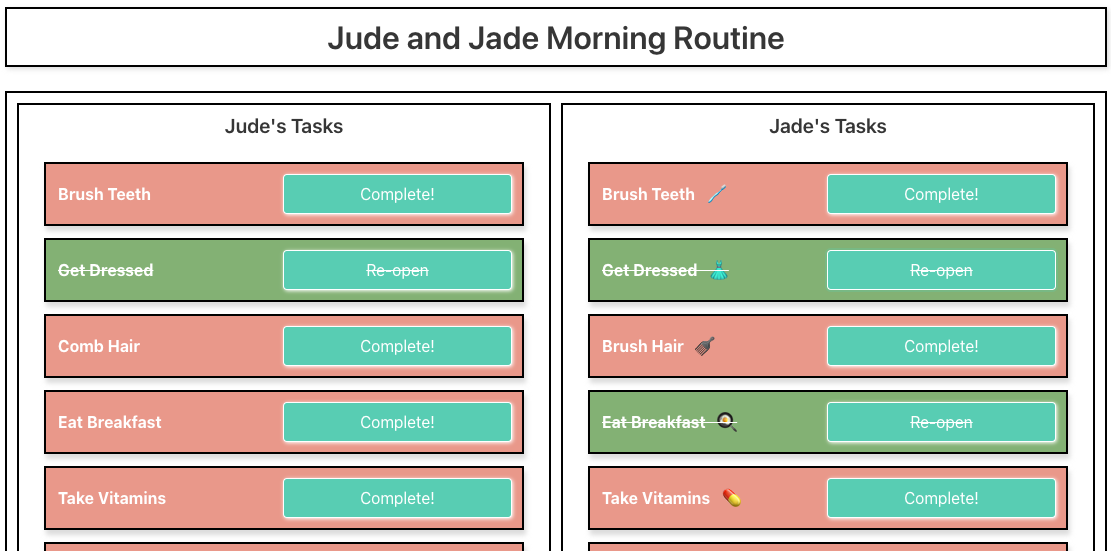 Jude and Jade Morning Routine
Jude's Tasks
Brush Teeth Complete!
Get Dressed Re-open
Comb Hair Complete!
Eat Breakfast Complete!
Take Vitamins Complete!
Jade's Tasks
Brush Teeth Complete!
Get Dressed Re-open
Brush Hair Complete!
Eat Breakfast Re-open
Take Vitamins Complete!